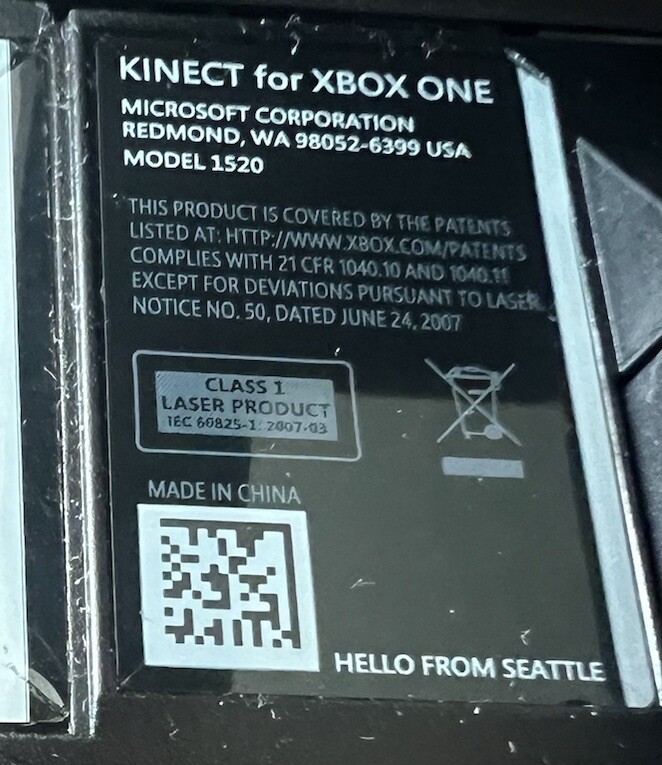 KINECT for XBOX ONE
MICROSOFT CORPORATION
REDMOND, WA 98052-6399 USA
MODEL 1520
THIS PRODUCT IS COVERED BY THE PATENTS
LISTED AT: HTTP://WWW.XBOX.COM/PATENTS
COMPLIES WITH 21 CFR 1040.10 AND 1040.11
EXCEPT FOR DEVIATIONS PURSUANT TO LASER
NOTICE NO. 50, DATED JUNE 24, 2007
CLASS 1
LASER PRODUCT
IEC 60825-1: 2007-03
MADE IN CHINA
HELLO FROM SEATTLE